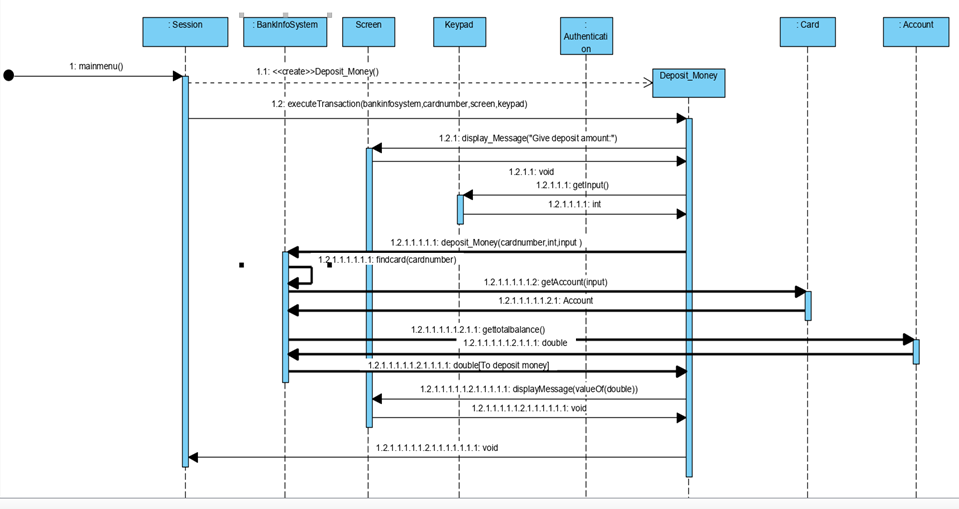 : Session
: BankInfoSystem
Screen
Keypad
:
Authenticati
on
: Card
: Account
1: mainmenu()
1.1: <<create>>Deposit_Money()
Deposit_Money
1.2: executeTransaction(bankinfosystem,cardnumber,screen,keypad)
1.2.1: display_Message("Give deposit amount:")
1.2.1.1: void
1.2.1.1.1: getInput()
1.2.1.1.1.1: int
1.2.1.1.1.1.1: deposit_Money(cardnumber,int,input )
1.2.1.1.1.1.1.1: findcard(cardnumber)
1.2.1.1.1.1.1.2: getAccount(input)
1.2.1.1.1.1.1.2.1: Account
1.2.1.1.1.1.1.2.1.1: gettotalbalance()
1.2.1.1.1.1.1.2.1.1.1: double
1.2.1.1.1.1.1.2.1.1.1.1: double[To deposit money]
1.2.1.1.1.1.1.2.1.1.1.1.1: displayMessage(valueOf(double))
1.2.1.1.1.1.1.2.1.1.1.1.1.1: void
1.2.1.1.1.1.1.2.1.1.1.1.1.1.1: void